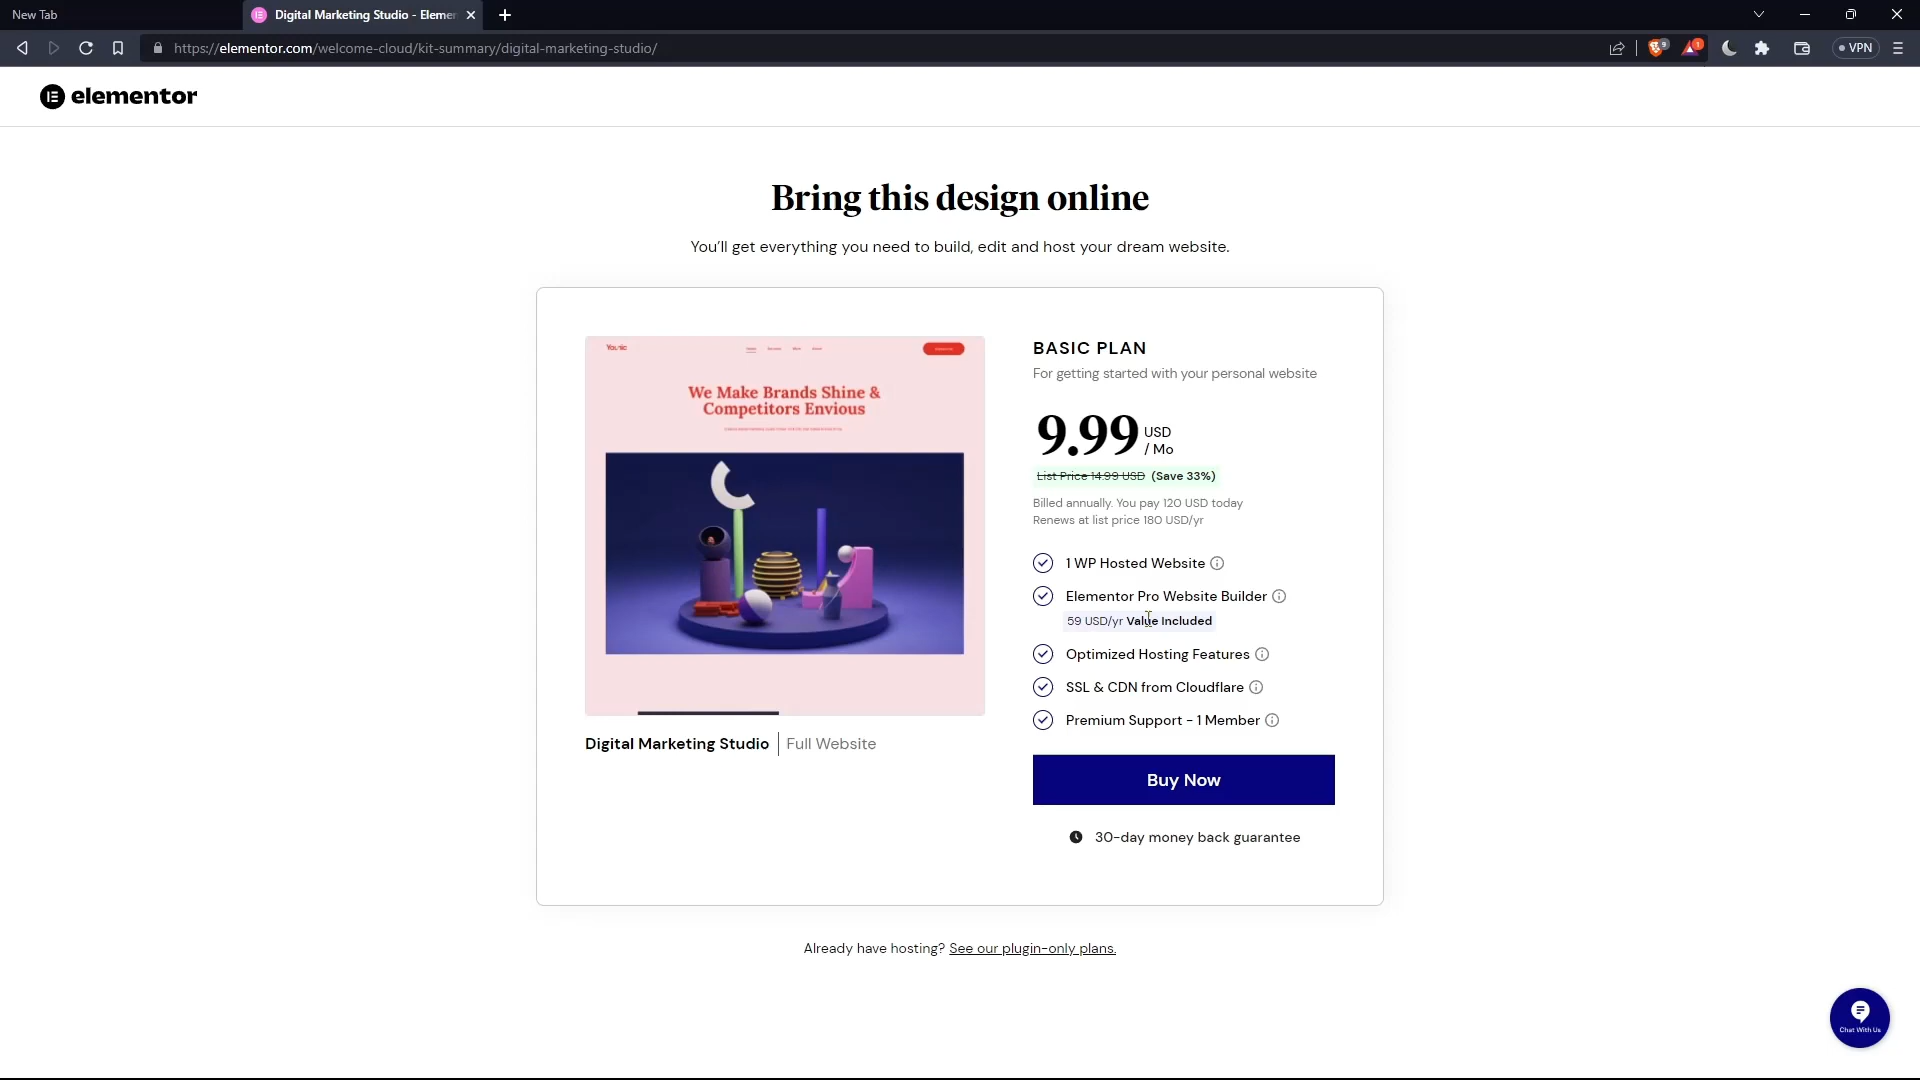 New Tab
Digital Marketing Studio - Elemen
https://elementor.com/welcome-cloud/kit-summary/digital-marketing-studio/
9
1
VPN
elementor
Bring this design online
You'll get everything you need to build, edit and host your dream website.
We Make Brands Shine &
Competitors Envious
Digital Marketing Studio | Full Website
BASIC PLAN
For getting started with your personal website
9.99 USD
/ Mo
List Price 14.99 USD (Save 33%)
Billed annually. You pay 120 USD today
Renews at list price 180 USD/yr
1 WP Hosted Website
Elementor Pro Website Builder
59 USD/yr Value Included
Optimized Hosting Features
SSL & CDN from Cloudflare
Premium Support - 1 Member
Buy Now
30-day money back guarantee
Already have hosting? See our plugin-only plans.
Chat With Us